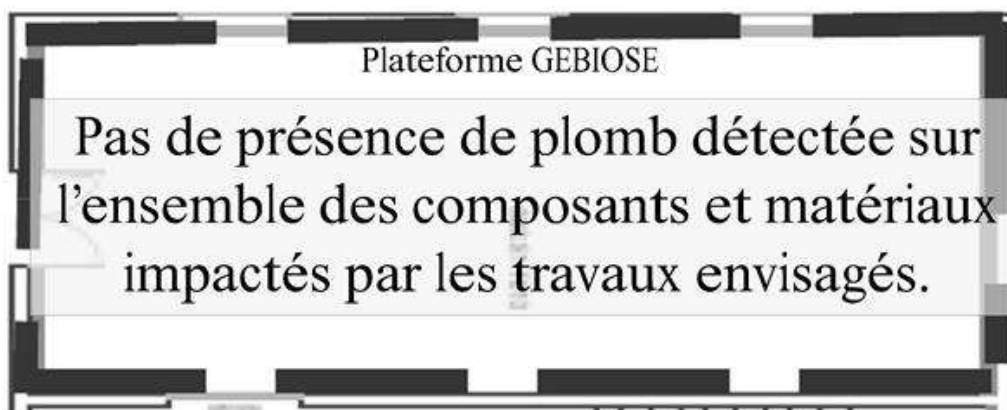 Plateforme GEBIOSE
Pas de présence de plomb détectée sur
l'ensemble des composants et matériaux
impactés par les travaux envisagés.